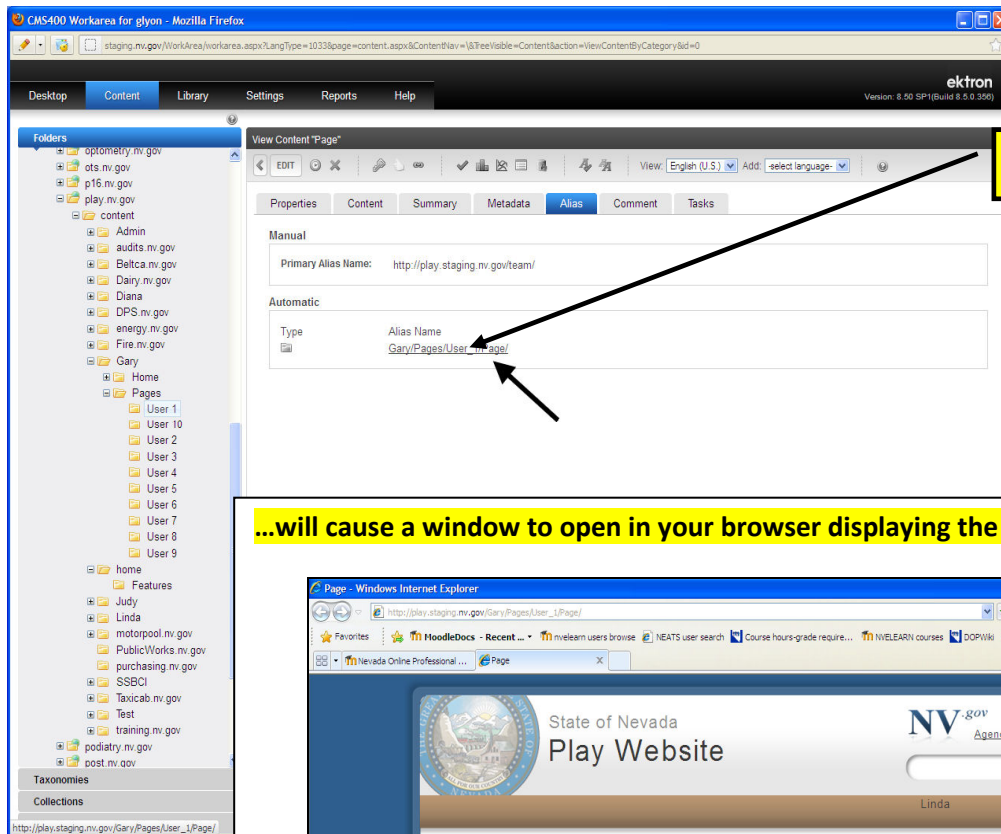 CMS400 Workarea for glyon - Mozilla Firefox
staging.nv.gov/WorkArea/workarea.aspx?LangType=1033&page=content.aspx&ContentNav=\&TreeVisible=Content&action=ViewContentByCategory&id=0
ektron
Desktop Content Library Settings Reports Help
Version: 8.50 SP1(Build 8.5.0.356)
Folders
View Content "Page"
optometry.nv.gov
ots.nv.gov
p16.nv.gov
play.nv.gov
content
Admin
audits.nv.gov
Beltca.nv.gov
Dairy.nv.gov
Diana
DPS.nv.gov
energy.nv.gov
Fire.nv.gov
Gary
Home
Pages
User 1
User 10
User 2
User 3
User 4
User 5
User 6
User 7
User 8
User 9
home
Features
Judy
Linda
motorpool.nv.gov
PublicWorks.nv.gov
purchasing.nv.gov
SSBCI
Taxicab.nv.gov
Test
training.nv.gov
podiatry.nv.gov
post.nv.gov
Taxonomies
Collections
http://play.staging.nv.gov/Gary/Pages/User_1/Page/
EDIT View: English (U.S.) Add: -select language-
Properties Content Summary Metadata Alias Comment Tasks
Manual
Primary Alias Name: http://play.staging.nv.gov/team/
Automatic
Type Alias Name
Gary/Pages/User_1/Page/
…will cause a window to open in your browser displaying the
Page - Windows Internet Explorer
http://play.staging.nv.gov/Gary/Pages/User_1/Page/
Favorites MoodleDocs - Recent ... nvelearn users browse NEATS user search Course hours-grade require... NVELEARN courses DOPWiki
Nevada Online Professional ... Page X
State of Nevada
Play Website
NV.gov
Linda